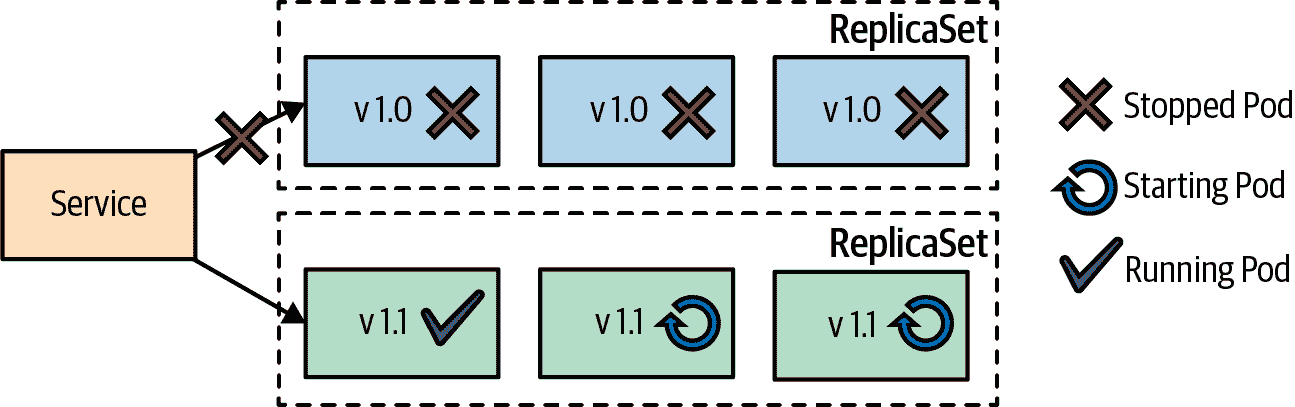 ReplicaSet
v 1.0
v 1.0
v 1.0
Service
ReplicaSet
v 1.1
v 1.1
v 1.1
Stopped Pod
Starting Pod
Running Pod